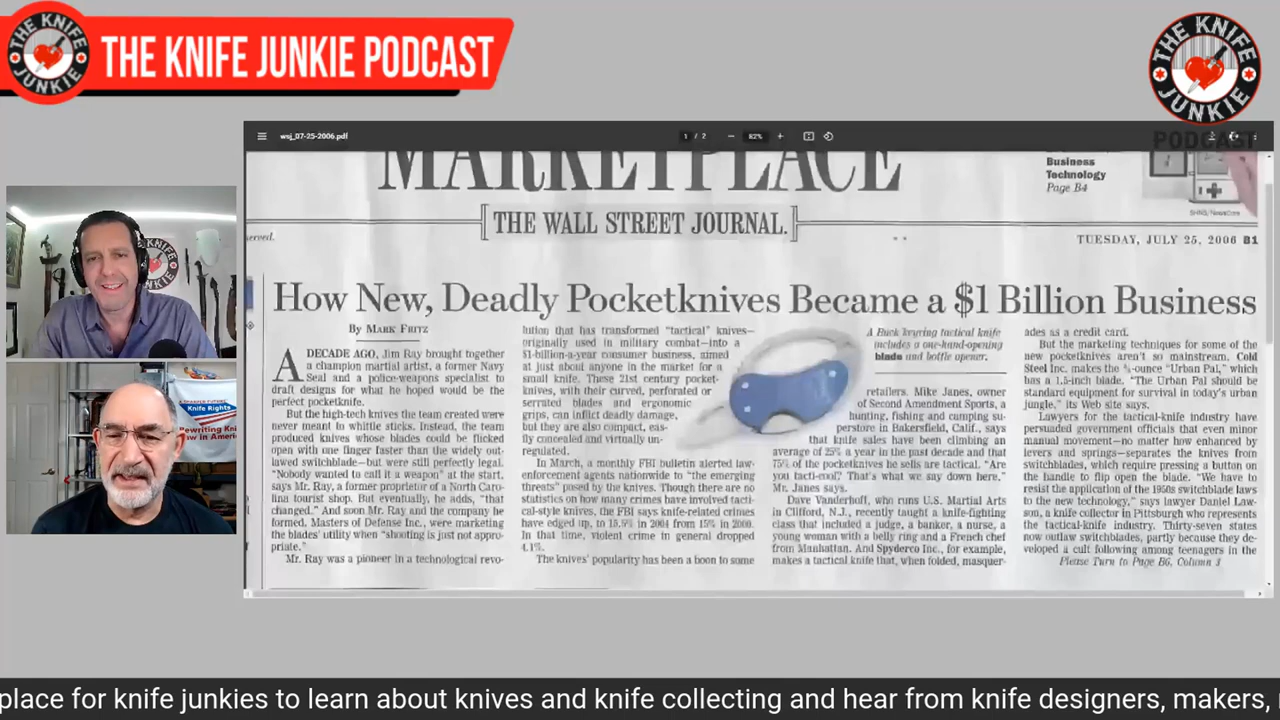 THE KNIFE JUNKIE
THE KNIFE JUNKIE PODCAST
THE KNIFE JUNKIE
PODCAST
wsj_07-25-2006.pdf
1 / 2
82%
MARKETPLACE
Business
Technology
Page B4
SHNS/NewsCom
THE WALL STREET JOURNAL.
erved.
TUESDAY, JULY 25, 2006 B1
How New, Deadly Pocketknives Became a $1 Billion Business
By MARK FRITZ
A DECADE AGO, Jim Ray brought together
a champion martial artist, a former Navy
Seal and a police-weapons specialist to
draft designs for what he hoped would be the
perfect pocketknife.
But the high-tech knives the team created were
never meant to whittle sticks. Instead, the team
produced knives whose blades could be flicked
open with one finger faster than the widely out-
lawed switchblade—but were still perfectly legal.
"Nobody wanted to call it a weapon" at the start,
says Mr. Ray, a former proprietor of a North Caro-
lina tourist shop. But eventually, he adds, "that
changed." And soon Mr. Ray and the company he
formed, Masters of Defense Inc., were marketing
the blades' utility when "shooting is just not appro-
priate."
Mr. Ray was a pioneer in a technological revo-
lution that has transformed "tactical" knives—
originally used in military combat—into a
$1-billion-a-year consumer business, aimed
at just about anyone in the market for a
small knife. These 21st century pocket-
knives, with their curved, perforated or
serrated blades and ergonomic
grips, can inflict deadly damage,
but they are also compact, eas-
ily concealed and virtually un-
regulated.
In March, a monthly FBI bulletin alerted law-
enforcement agents nationwide to "the emerging
threats" posed by the knives. Though there are no
statistics on how many crimes have involved tacti-
cal-style knives, the FBI says knife-related crimes
have edged up, to 15.5% in 2004 from 15% in 2000.
In that time, violent crime in general dropped
4.1%.
The knives' popularity has been a boon to some
A Buck keyring tactical knife
includes a one-hand-opening
blade and bottle opener.
retailers. Mike Janes, owner
of Second Amendment Sports, a
hunting, fishing and camping su-
perstore in Bakersfield, Calif., says
that knife sales have been climbing an
average of 25% a year in the past decade and that
75% of the pocketknives he sells are tactical. "Are
you tacti-cool? That's what we say down here,"
Mr. Janes says.
Dave Vanderhoff, who runs U.S. Martial Arts
in Clifford, N.J., recently taught a knife-fighting
class that included a judge, a banker, a nurse, a
young woman with a belly ring and a French chef
from Manhattan. And Spyderco Inc., for example,
makes a tactical knife that, when folded, masquer-
ades as a credit card.
But the marketing techniques for some of the
new pocketknives aren't so mainstream. Cold
Steel Inc. makes the ¾-ounce "Urban Pal," which
has a 1.5-inch blade. "The Urban Pal should be
standard equipment for survival in today's urban
jungle," its Web site says.
Lawyers for the tactical-knife industry have
persuaded government officials that even minor
manual movement—no matter how enhanced by
levers and springs—separates the knives from
switchblades, which require pressing a button on
the handle to flip open the blade. "We have to
resist the application of the 1950s switchblade laws
to the new technology," says lawyer Daniel Law-
son, a knife collector in Pittsburgh who represents
the tactical-knife industry. Thirty-seven states
now outlaw switchblades, partly because they de-
veloped a cult following among teenagers in the
Please Turn to Page B6, Column 3
THE KNIFE
JUNKIE
Knife Rights
Rewriting Knife
Law in America
place for knife junkies to learn about knives and knife collecting and hear from knife designers, makers,